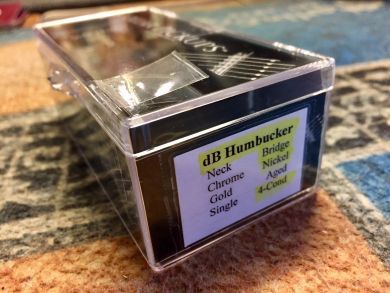 dB Humbucker
Neck Bridge
Chrome Nickel
Gold Aged
Single 4-Cond